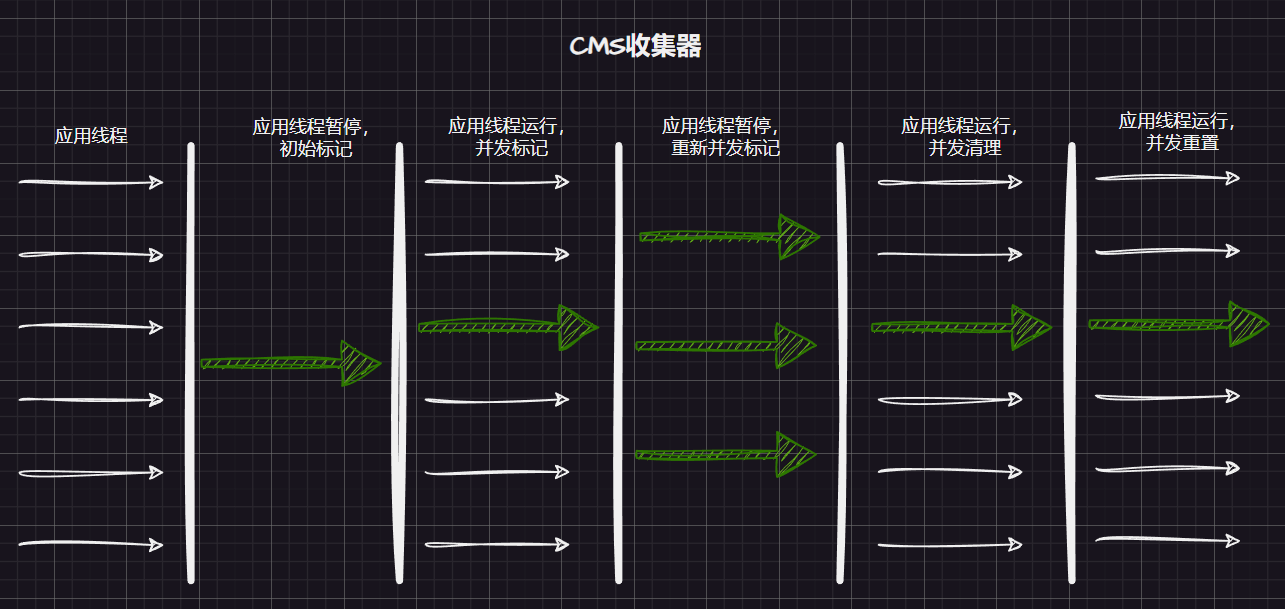 CMS收集器
应用线程
应用线程暂停，
初始标记
应用线程运行，
并发标记
应用线程暂停，
重新并发标记
应用线程运行，
并发清理
应用线程运行，
并发重置